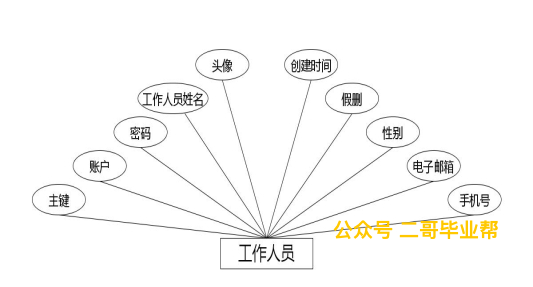 头像
创建时间
工作人员姓名
假删
密码
性别
账户
电子邮箱
主键
手机号
公众号 二哥毕业帮
工作人员